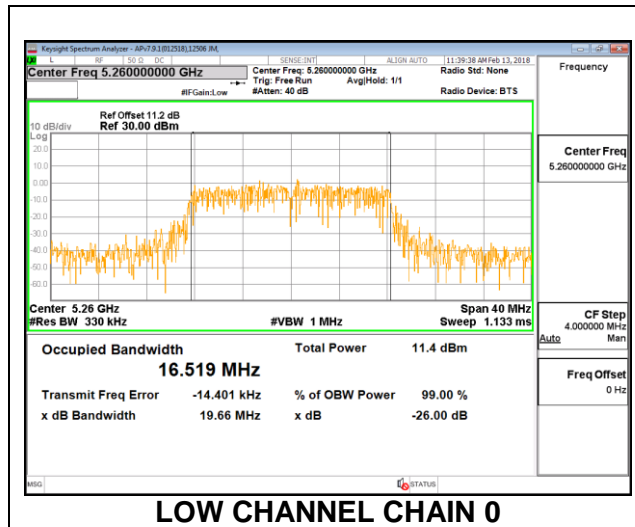 Keysight Spectrum Analyzer - APv7.9.1(012518),12506 JM,
L RF 50 Ω DC SENSE:INT ALIGN AUTO 11:39:38 AM Feb 13, 2018
Center Freq 5.260000000 GHz
Center Freq: 5.260000000 GHz
Radio Std: None
Trig: Free Run
Avg|Hold: 1/1
#IFGain:Low
#Atten: 40 dB
Radio Device: BTS
Frequency
Ref Offset 11.2 dB
10 dB/div
Ref 30.00 dBm
Log
20.0
10.0
0.00
-10.0
-20.0
-30.0
-40.0
-50.0
-60.0
Center 5.26 GHz
Span 40 MHz
#Res BW 330 kHz
#VBW 1 MHz
Sweep 1.133 ms
Center Freq
5.260000000 GHz
CF Step
4.000000 MHz
Auto Man
Freq Offset
0 Hz
Occupied Bandwidth
Total Power 11.4 dBm
16.519 MHz
Transmit Freq Error -14.401 kHz % of OBW Power 99.00 %
x dB Bandwidth 19.66 MHz x dB -26.00 dB
MSG
STATUS
LOW CHANNEL CHAIN 0